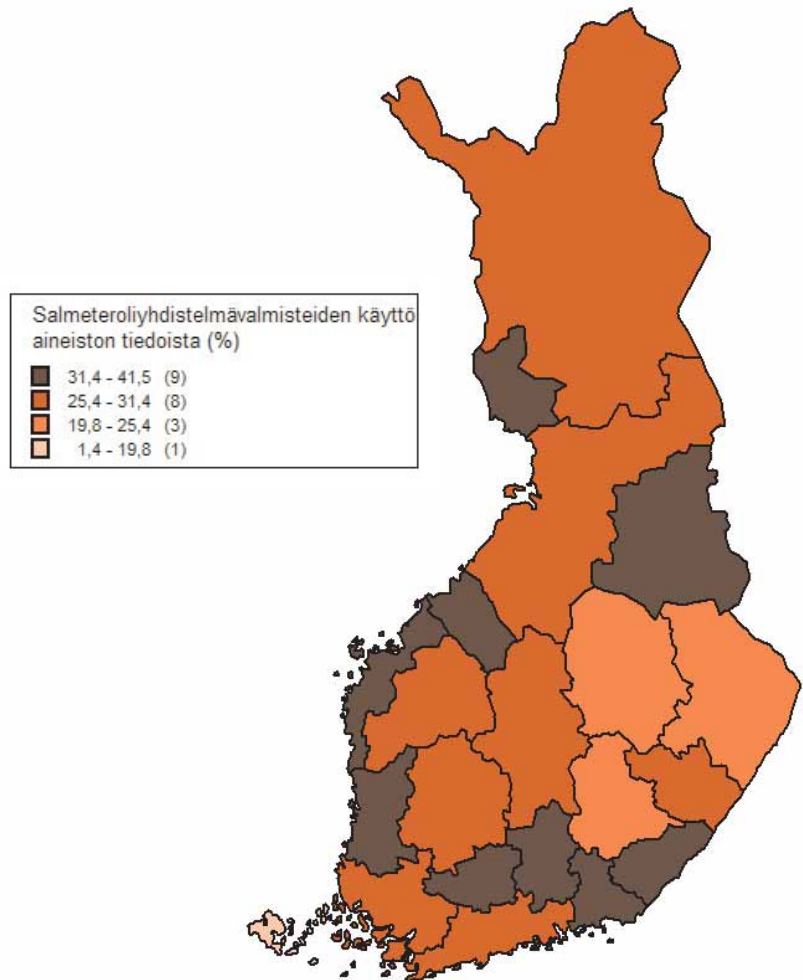 Salmeteroliyhdistelmävalmisteiden käyttö
aineiston tiedoista (%)
31,4 - 41,5 (9)
25,4 - 31,4 (8)
19,8 - 25,4 (3)
1,4 - 19,8 (1)